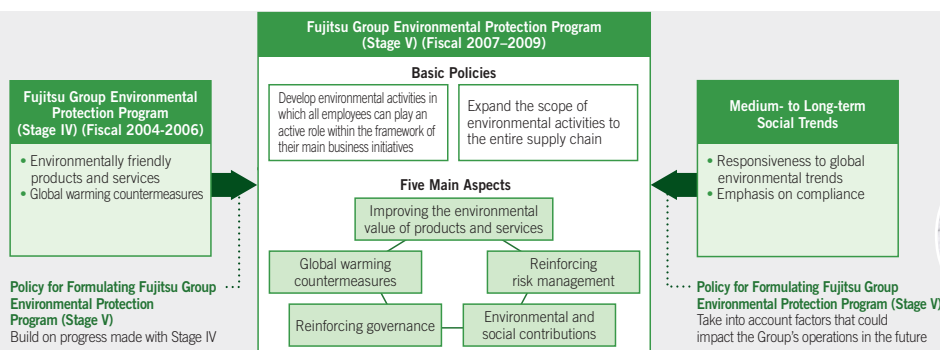 Fujitsu Group Environmental
Protection Program
(Stage IV) (Fiscal 2004-2006)
• Environmentally friendly
products and services
• Global warming countermeasures
Policy for Formulating Fujitsu Group
Environmental Protection
Program (Stage V)
Build on progress made with Stage IV
Fujitsu Group Environmental Protection Program
(Stage V) (Fiscal 2007–2009)
Basic Policies
Develop environmental activities in
which all employees can play an
active role within the framework of
their main business initiatives
Expand the scope of
environmental activities to
the entire supply chain
Five Main Aspects
Improving the environmental
value of products and services
Global warming
countermeasures
Reinforcing
risk management
Reinforcing governance
Environmental and
social contributions
Medium- to Long-term
Social Trends
• Responsiveness to global
environmental trends
• Emphasis on compliance
Policy for Formulating Fujitsu Group
Environmental Protection Program (Stage V)
Take into account factors that could
impact the Group's operations in the future